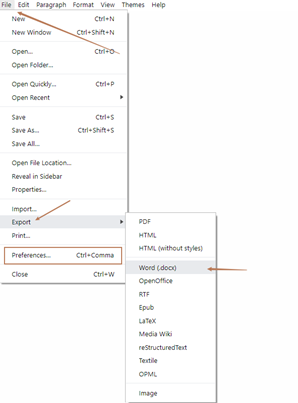 File Edit Paragraph Format View Themes Help
New Ctrl+N
New Window Ctrl+Shift+N
Open... Ctrl+O
Open Folder...
Open Quickly... Ctrl+P
Open Recent
Save Ctrl+S
Save As... Ctrl+Shift+S
Save All...
Open File Location...
Reveal in Sidebar
Properties...
Import...
Export
Print...
Preferences... Ctrl+Comma
Close Ctrl+W
PDF
HTML
HTML (without styles)
Word (.docx)
OpenOffice
RTF
Epub
LaTeX
Media Wiki
reStructuredText
Textile
OPML
Image